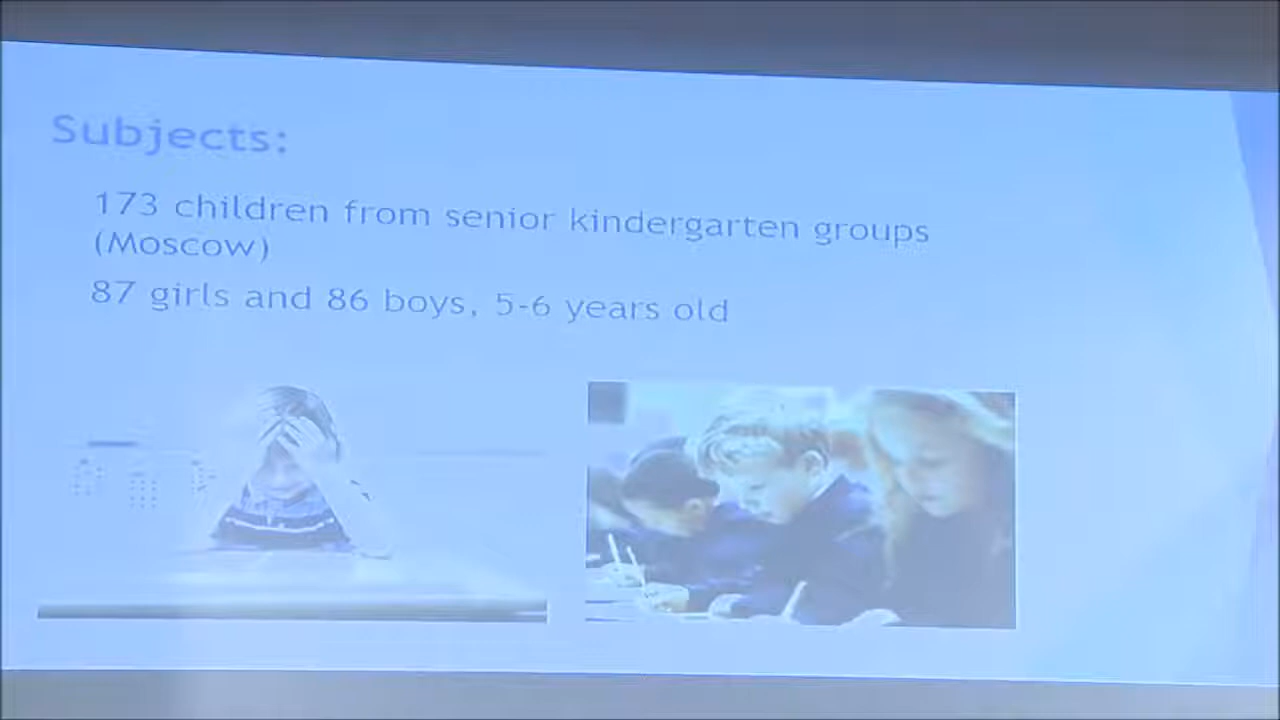 Subjects:
173 children from senior kindergarten groups
(Moscow)
87 girls and 86 boys, 5-6 years old